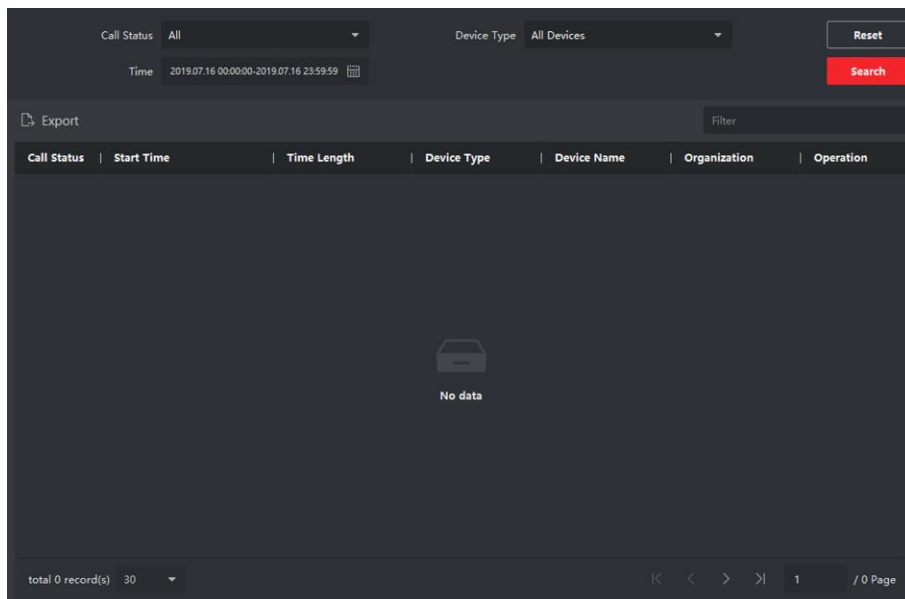 Call Status All Device Type All Devices Reset
Time 2019.07.16 00:00:00-2019.07.16 23:59:59 Search
Export Filter
Call Status | Start Time | Time Length | Device Type | Device Name | Organization | Operation
No data
total 0 record(s) 30 1 / 0 Page